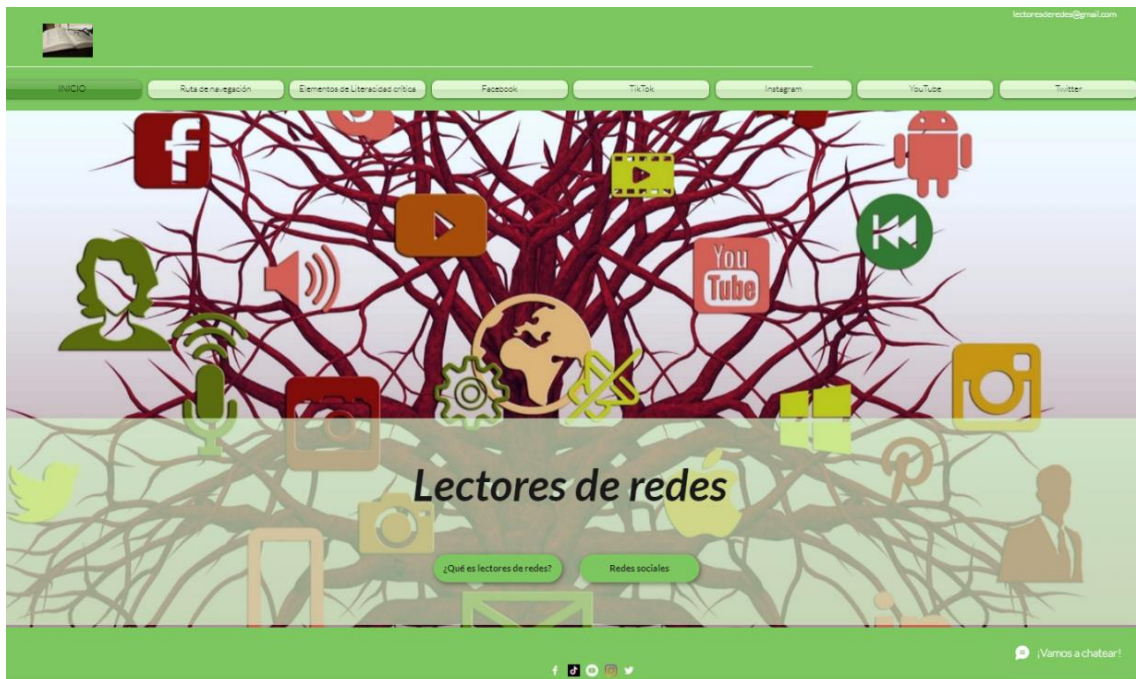 lectoresderedes@gmail.com
INICIO
Ruta de navegación
Elementos de Literacidad crítica
Facebook
TikTok
Instagram
YouTube
Twitter
You
Tube
Lectores de redes
¿Qué es lectores de redes?
Redes sociales
in
¡Vamos a chatear!